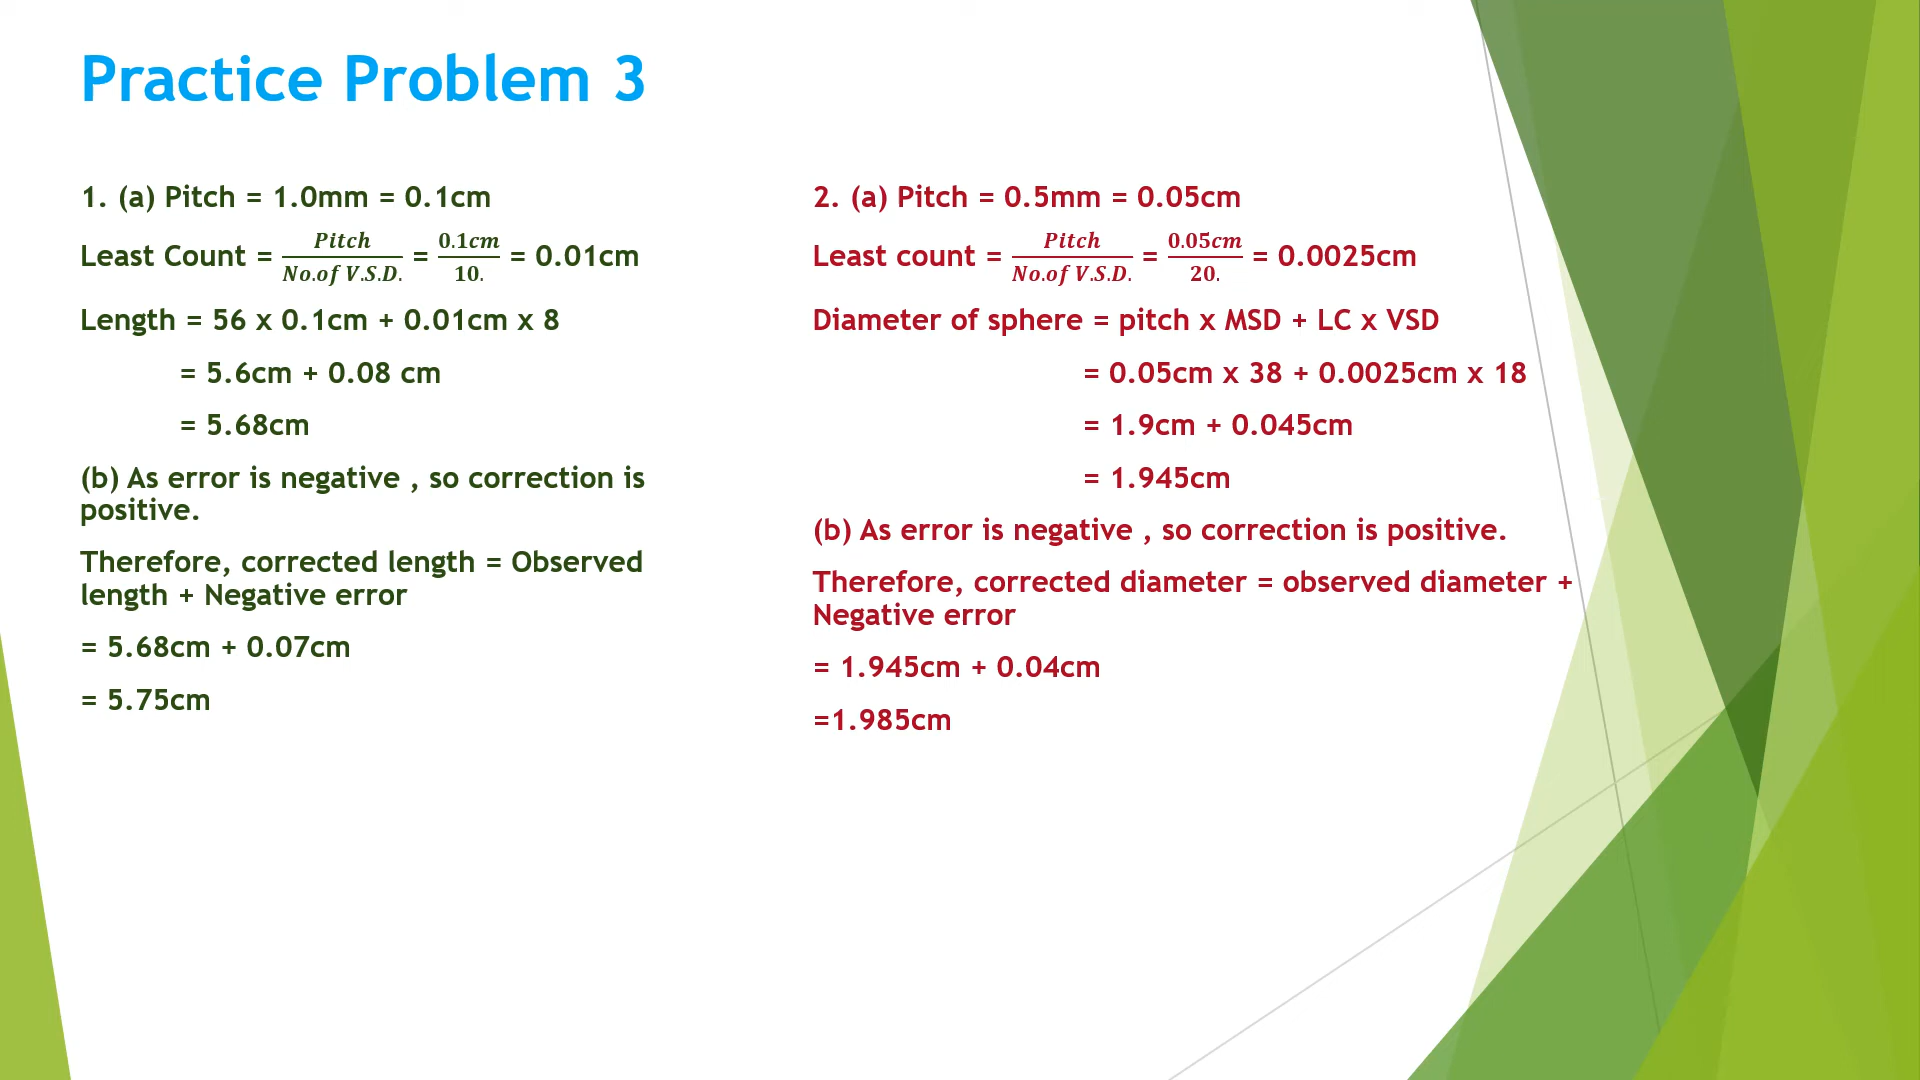 Practice Problem 3
1. (a) Pitch = 1.0mm = 0.1cm
Least Count = Pitch / No.of V.S.D. = 0.1cm / 10. = 0.01cm
Length = 56 x 0.1cm + 0.01cm x 8
= 5.6cm + 0.08 cm
= 5.68cm
(b) As error is negative , so correction is
positive.
Therefore, corrected length = Observed
length + Negative error
= 5.68cm + 0.07cm
= 5.75cm
2. (a) Pitch = 0.5mm = 0.05cm
Least count = Pitch / No.of V.S.D. = 0.05cm / 20. = 0.0025cm
Diameter of sphere = pitch x MSD + LC x VSD
= 0.05cm x 38 + 0.0025cm x 18
= 1.9cm + 0.045cm
= 1.945cm
(b) As error is negative , so correction is positive.
Therefore, corrected diameter = observed diameter +
Negative error
= 1.945cm + 0.04cm
=1.985cm